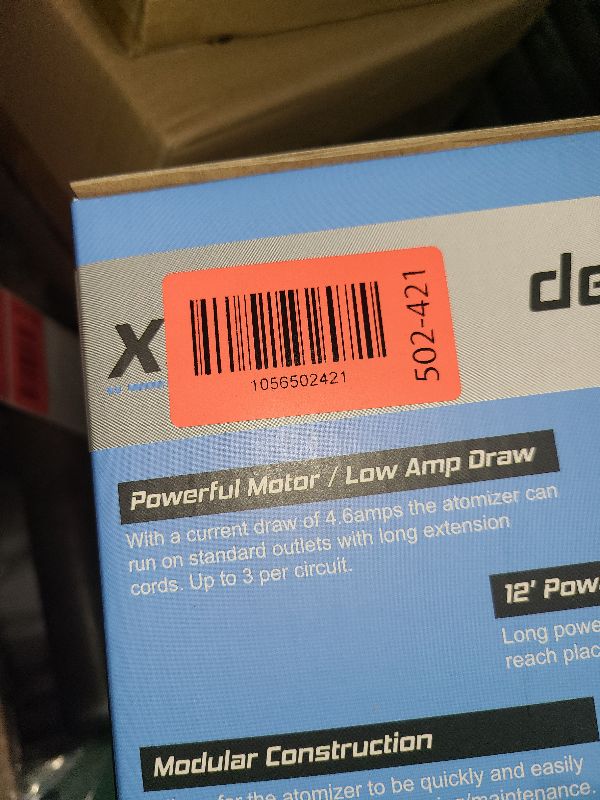 X
de
1056502421
502-421
Powerful Motor / Low Amp Draw
With a current draw of 4.6amps the atomizer can
run on standard outlets with long extension
cords. Up to 3 per circuit.
12' Pow
Long powe
reach plac
Modular Construction
for the atomizer to be quickly and easily
/maintenance.